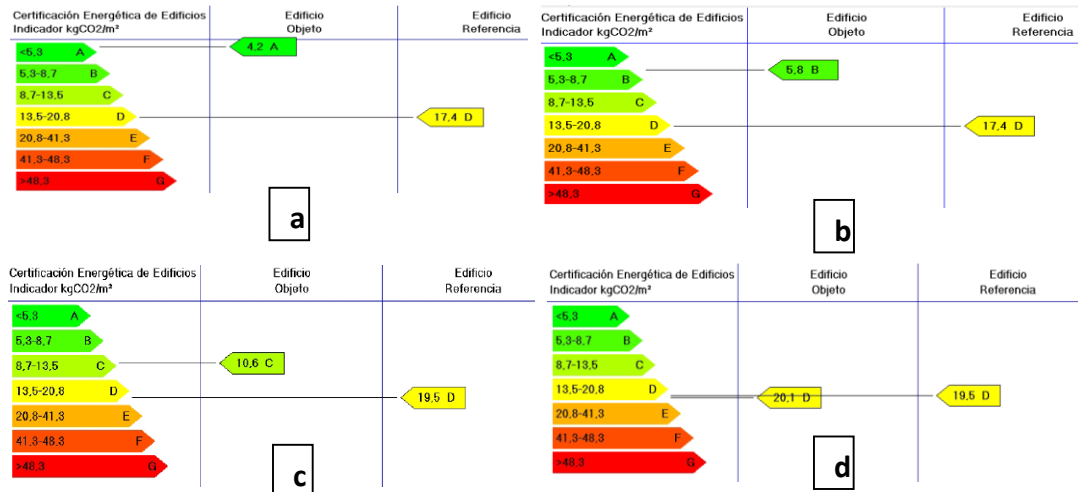 Certificación Energética de Edificios
Indicador kgCO2/m²
Edificio
Objeto
Edificio
Referencia
<5,3 A
4,2 A
5,3-8,7 B
8,7-13,5 C
13,5-20,8 D
17,4 D
20,8-41,3 E
41,3-48,3 F
>48,3 G
a
Certificación Energética de Edificios
Indicador kgCO2/m²
Edificio
Objeto
Edificio
Referencia
<5,3 A
5,3-8,7 B
5,8 B
8,7-13,5 C
13,5-20,8 D
17,4 D
20,8-41,3 E
41,3-48,3 F
>48,3 G
b
Certificación Energética de Edificios
Indicador kgCO2/m²
Edificio
Objeto
Edificio
Referencia
<5,3 A
5,3-8,7 B
8,7-13,5 C
10,6 C
13,5-20,8 D
19,5 D
20,8-41,3 E
41,3-48,3 F
>48,3 G
c
Certificación Energética de Edificios
Indicador kgCO2/m²
Edificio
Objeto
Edificio
Referencia
<5,3 A
5,3-8,7 B
8,7-13,5 C
13,5-20,8 D
20,1 D
19,5 D
20,8-41,3 E
41,3-48,3 F
>48,3 G
d